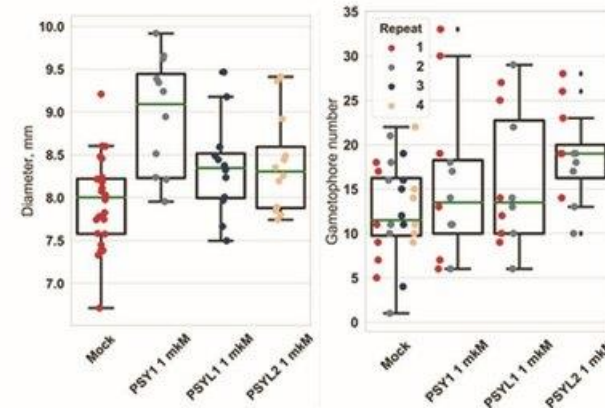 Diameter, mm
10.0
9.5
9.0
8.5
8.0
7.5
7.0
Mock
PSY1 1 mkM
PSYL1 1 mkM
PSYL2 1 mkM
Gametophore number
35
30
25
20
15
10
5
0
Repeat
1
2
3
4
Mock
PSY1 1 mkM
PSYL1 1 mkM
PSYL2 1 mkM